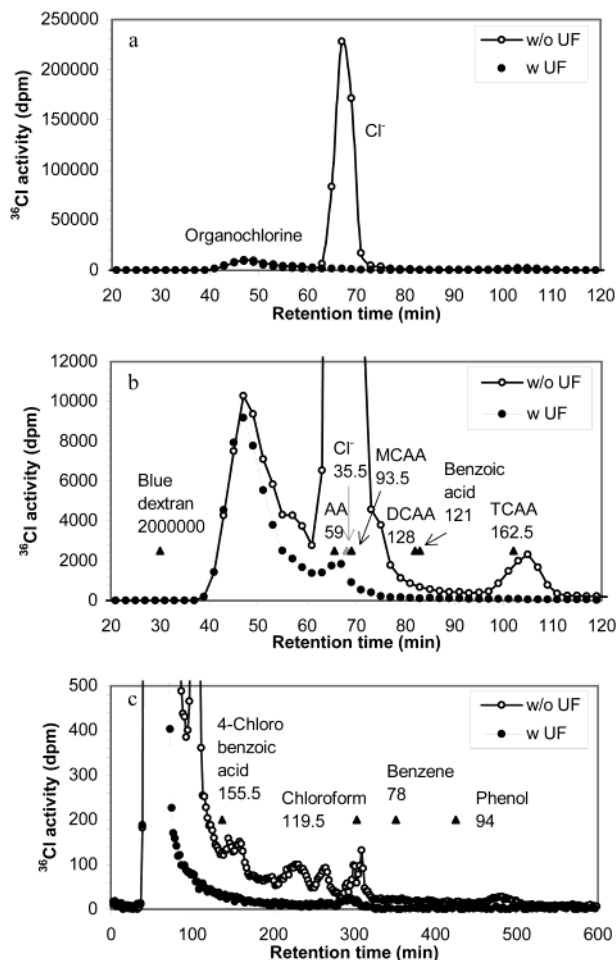 a
w/o UF
w UF
250000
200000
150000
100000
50000
0
³⁶Cl activity (dpm)
Cl⁻
Organochlorine
20 30 40 50 60 70 80 90 100 110 120
Retention time (min)
b
w/o UF
w UF
12000
10000
8000
6000
4000
2000
0
³⁶Cl activity (dpm)
Blue
dextran
2000000
Cl⁻
35.5
AA
59
MCAA
93.5
DCAA
128
Benzoic
acid
121
TCAA
162.5
20 30 40 50 60 70 80 90 100 110 120
Retention time (min)
c
w/o UF
w UF
500
400
300
200
100
0
³⁶Cl activity (dpm)
4-Chloro
benzoic
acid
155.5
Chloroform
119.5
Benzene
78
Phenol
94
0 100 200 300 400 500 600
Retention time (min)